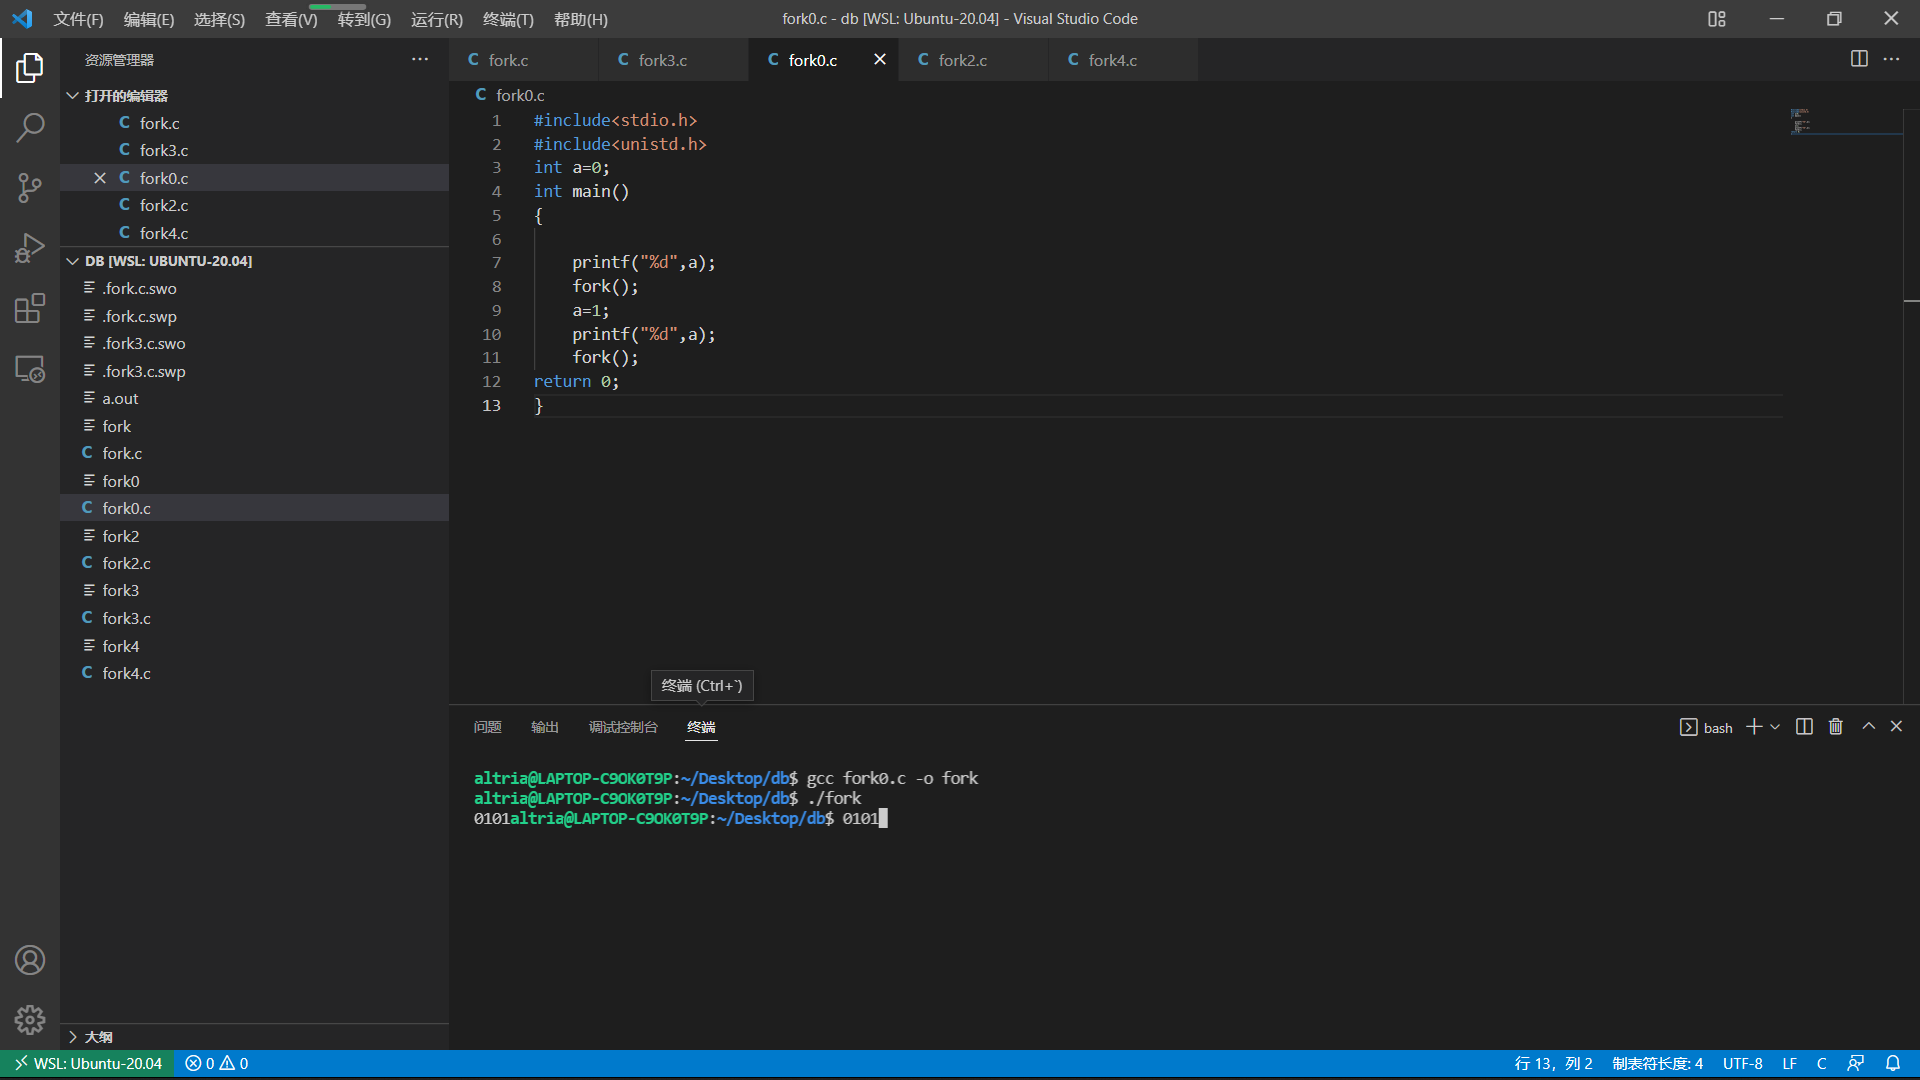 文件(F) 编辑(E) 选择(S) 查看(V) 转到(G) 运行(R) 终端(T) 帮助(H) fork0.c - db [WSL: Ubuntu-20.04] - Visual Studio Code
资源管理器
打开的编辑器
fork.c
fork3.c
fork0.c
fork2.c
fork4.c
DB [WSL: UBUNTU-20.04]
.fork.c.swo
.fork.c.swp
.fork3.c.swo
.fork3.c.swp
a.out
fork
C fork.c
fork0
C fork0.c
fork2
C fork2.c
fork3
C fork3.c
fork4
C fork4.c
大纲
C fork.c C fork3.c C fork0.c C fork2.c C fork4.c
C fork0.c
1 #include<stdio.h>
2 #include<unistd.h>
3 int a=0;
4 int main()
5 {
6
7 printf("%d",a);
8 fork();
9 a=1;
10 printf("%d",a);
11 fork();
12 return 0;
13 }
终端 (Ctrl+`)
问题 输出 调试控制台 终端 bash
altria@LAPTOP-C9OK0T9P:~/Desktop/db$ gcc fork0.c -o fork
altria@LAPTOP-C9OK0T9P:~/Desktop/db$ ./fork
0101altria@LAPTOP-C9OK0T9P:~/Desktop/db$ 0101
WSL: Ubuntu-20.04 0 0 行 13，列 2 制表符长度: 4 UTF-8 LF C